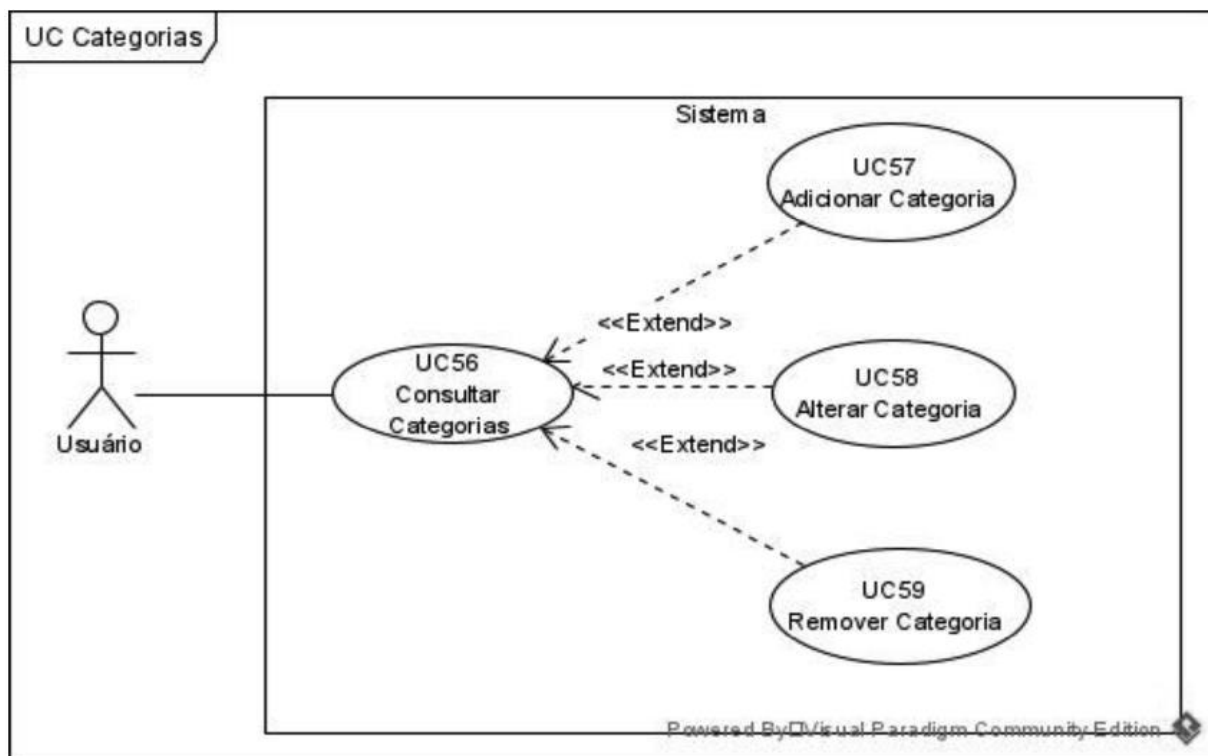 UC Categorias
Sistema
UC57
Adicionar Categoria
<<Extend>>
UC56
Consultar
Categorias
<<Extend>>
UC58
Alterar Categoria
<<Extend>>
Usuário
UC59
Remover Categoria
Powered By□Visual Paradigm Community Edition